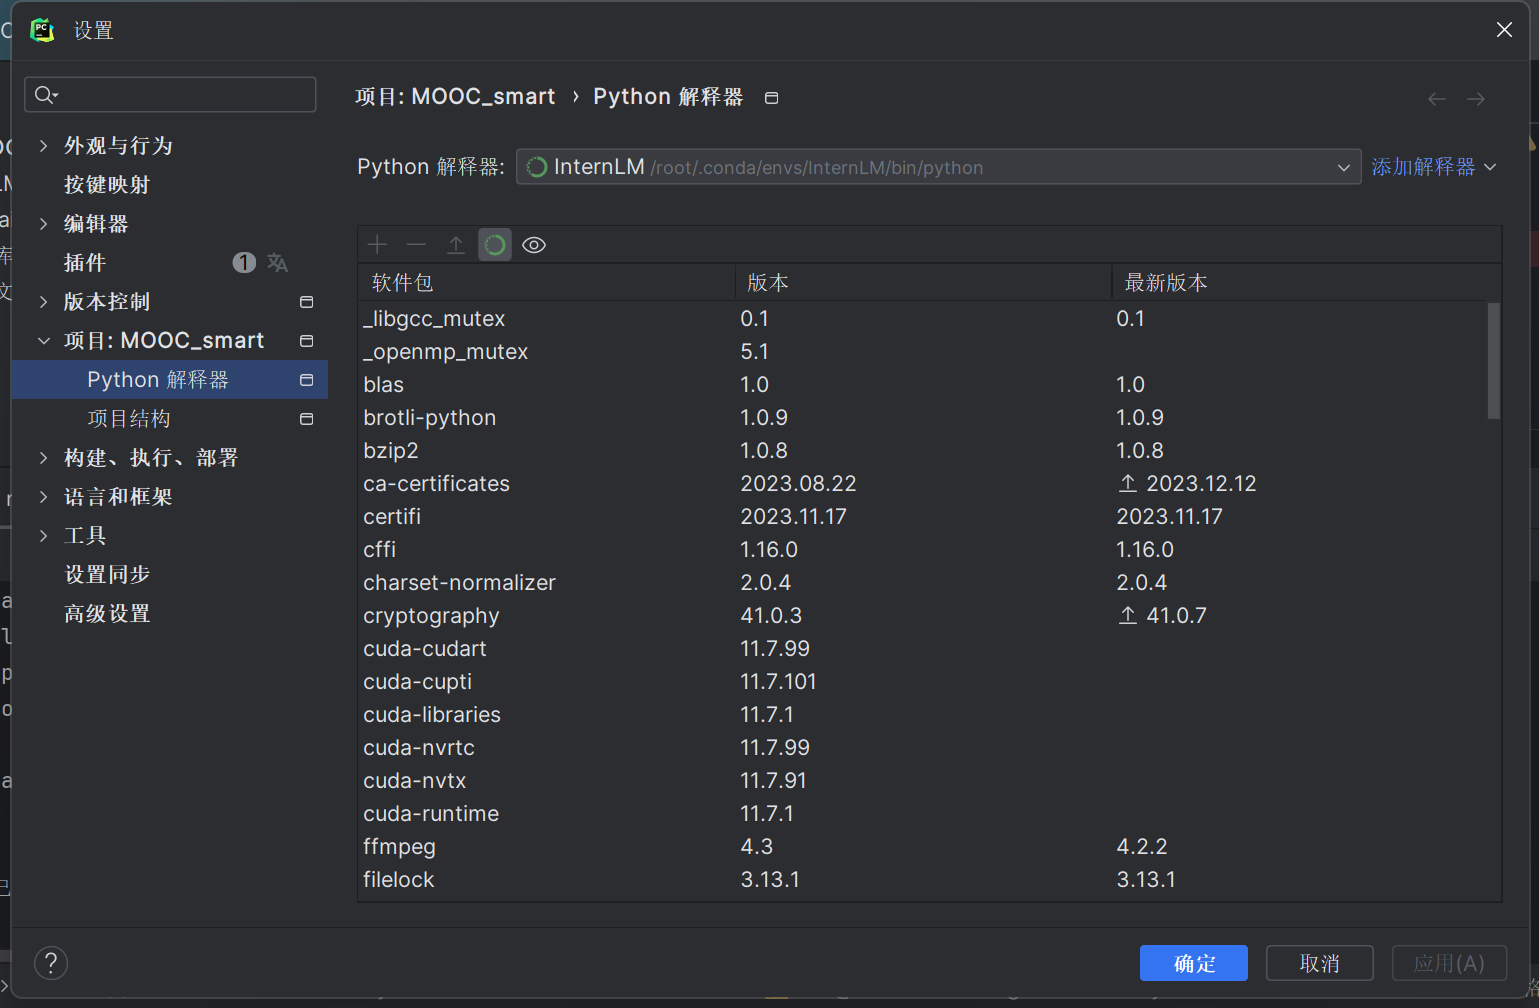 设置
项目: MOOC_smart › Python 解释器
Python 解释器: InternLM /root/.conda/envs/InternLM/bin/python 添加解释器
外观与行为
按键映射
编辑器
插件 1
版本控制
项目: MOOC_smart
Python 解释器
项目结构
构建、执行、部署
语言和框架
工具
设置同步
高级设置
软件包 版本 最新版本
_libgcc_mutex 0.1 0.1
_openmp_mutex 5.1
blas 1.0 1.0
brotli-python 1.0.9 1.0.9
bzip2 1.0.8 1.0.8
ca-certificates 2023.08.22 2023.12.12
certifi 2023.11.17 2023.11.17
cffi 1.16.0 1.16.0
charset-normalizer 2.0.4 2.0.4
cryptography 41.0.3 41.0.7
cuda-cudart 11.7.99
cuda-cupti 11.7.101
cuda-libraries 11.7.1
cuda-nvrtc 11.7.99
cuda-nvtx 11.7.91
cuda-runtime 11.7.1
ffmpeg 4.3 4.2.2
filelock 3.13.1 3.13.1
? 确定 取消 应用(A)